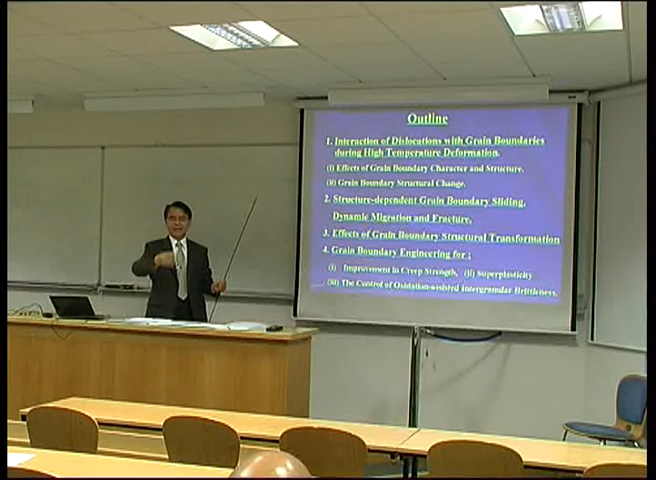 Outline
1. Interaction of Dislocations with Grain Boundaries
during High Temperature Deformation.
(i) Effects of Grain Boundary Character and Structure.
(ii) Grain Boundary Structural Change.
2. Structure-dependent Grain Boundary Sliding,
Dynamic Migration and Fracture.
3. Effects of Grain Boundary Structural Transformation
4. Grain Boundary Engineering for ;
(i) Improvement in Creep Strength, (ii) Superplasticity
(iii) The Control of Oxidation-assisted Intergranular Brittleness.